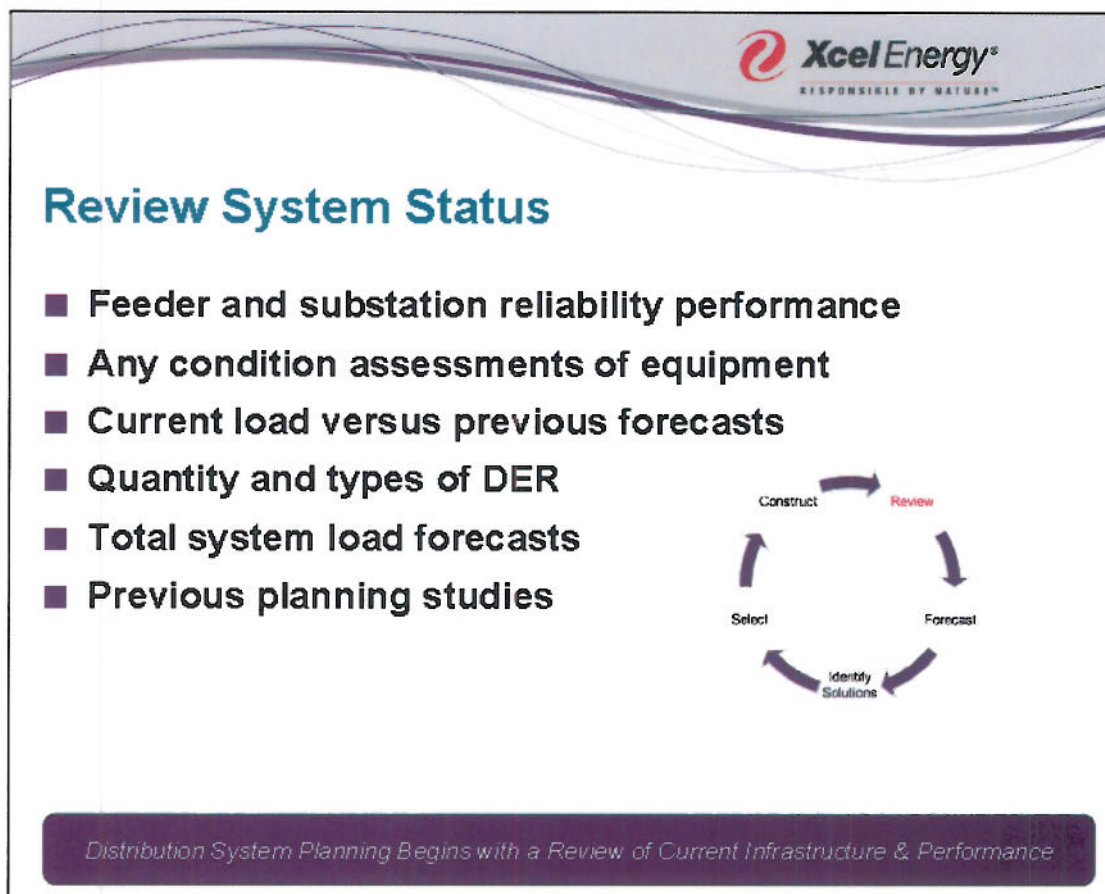 Xcel Energy®
RESPONSIBLE BY NATURE™
Review System Status
Feeder and substation reliability performance
Any condition assessments of equipment
Current load versus previous forecasts
Quantity and types of DER
Total system load forecasts
Previous planning studies
Construct
Review
Select
Forecast
Identify
Solutions
Distribution System Planning Begins with a Review of Current Infrastructure & Performance